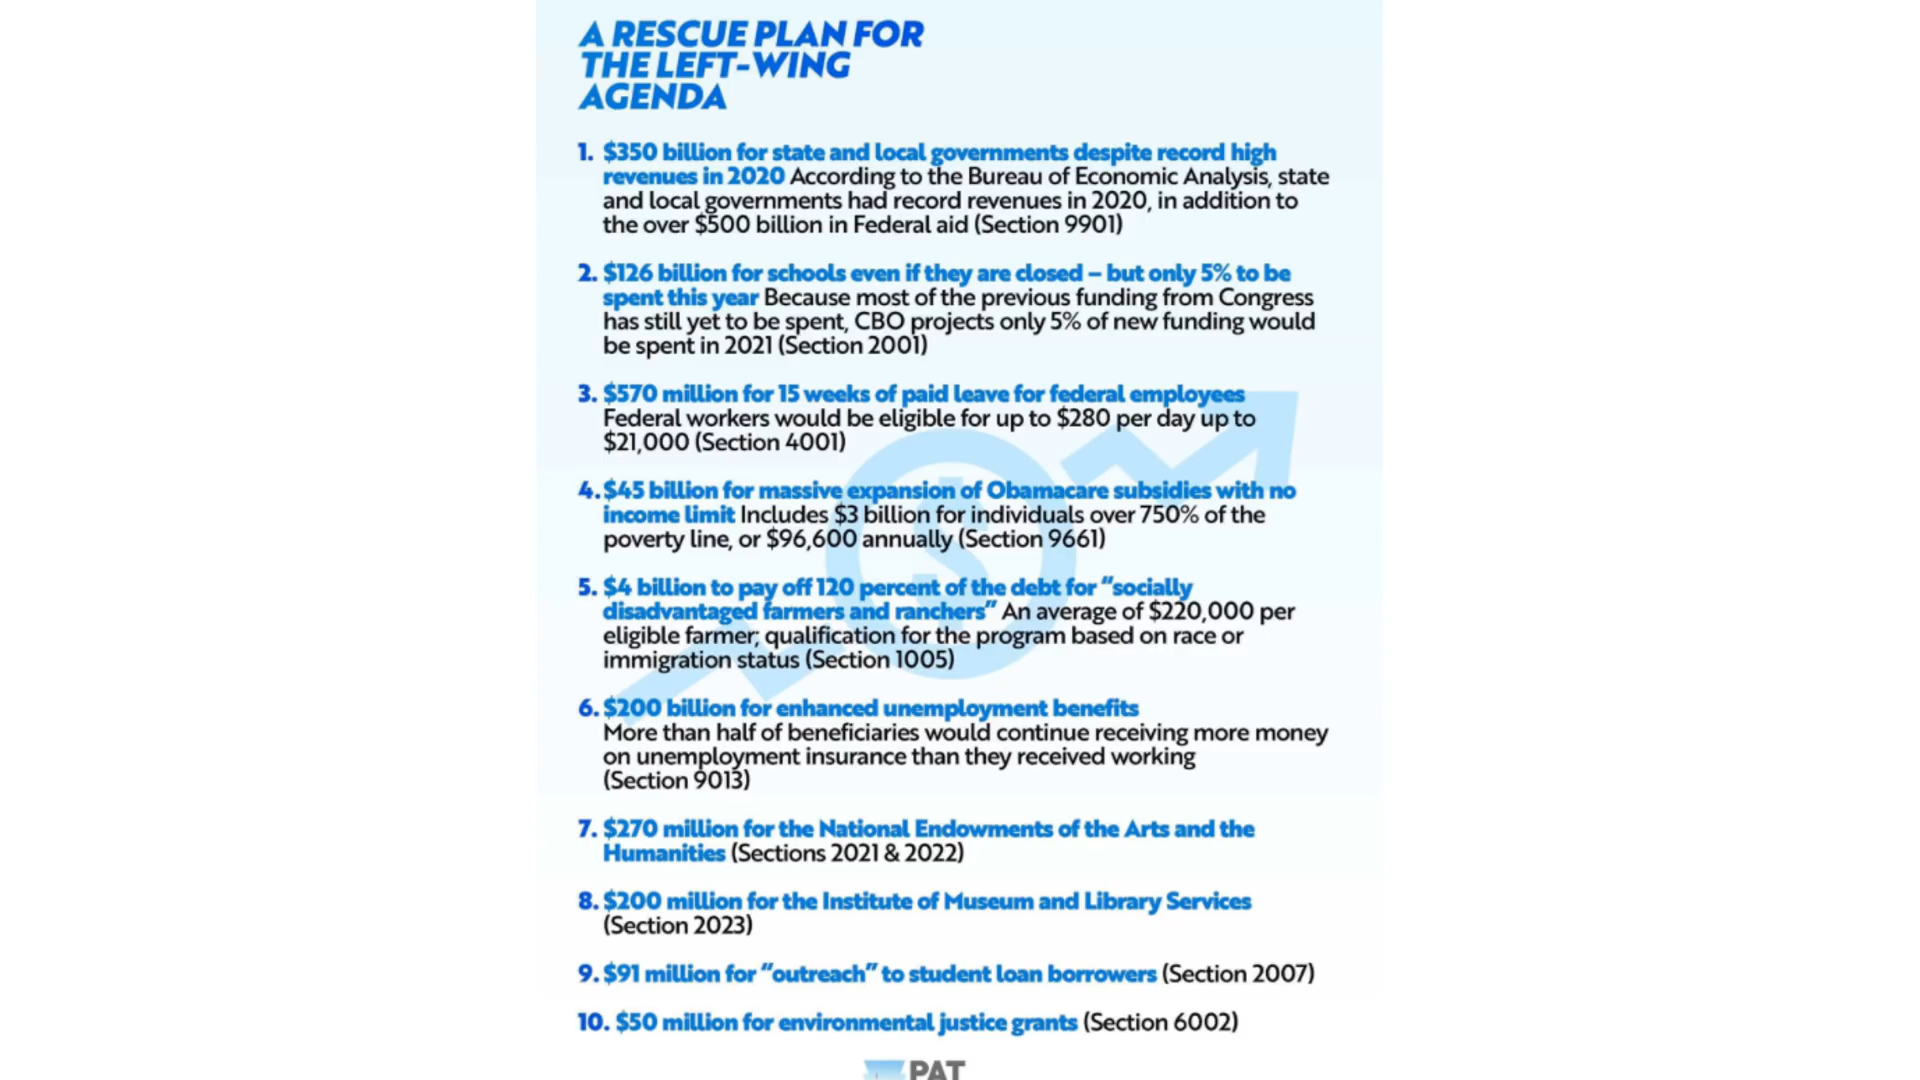 A RESCUE PLAN FOR
THE LEFT-WING
AGENDA
1. $350 billion for state and local governments despite record high
revenues in 2020 According to the Bureau of Economic Analysis, state
and local governments had record revenues in 2020, in addition to
the over $500 billion in Federal aid (Section 9901)
2. $126 billion for schools even if they are closed – but only 5% to be
spent this year Because most of the previous funding from Congress
has still yet to be spent, CBO projects only 5% of new funding would
be spent in 2021 (Section 2001)
3. $570 million for 15 weeks of paid leave for federal employees
Federal workers would be eligible for up to $280 per day up to
$21,000 (Section 4001)
4. $45 billion for massive expansion of Obamacare subsidies with no
income limit Includes $3 billion for individuals over 750% of the
poverty line, or $96,600 annually (Section 9661)
5. $4 billion to pay off 120 percent of the debt for “socially
disadvantaged farmers and ranchers” An average of $220,000 per
eligible farmer; qualification for the program based on race or
immigration status (Section 1005)
6. $200 billion for enhanced unemployment benefits
More than half of beneficiaries would continue receiving more money
on unemployment insurance than they received working
(Section 9013)
7. $270 million for the National Endowments of the Arts and the
Humanities (Sections 2021 & 2022)
8. $200 million for the Institute of Museum and Library Services
(Section 2023)
9. $91 million for “outreach” to student loan borrowers (Section 2007)
10. $50 million for environmental justice grants (Section 6002)
PAT